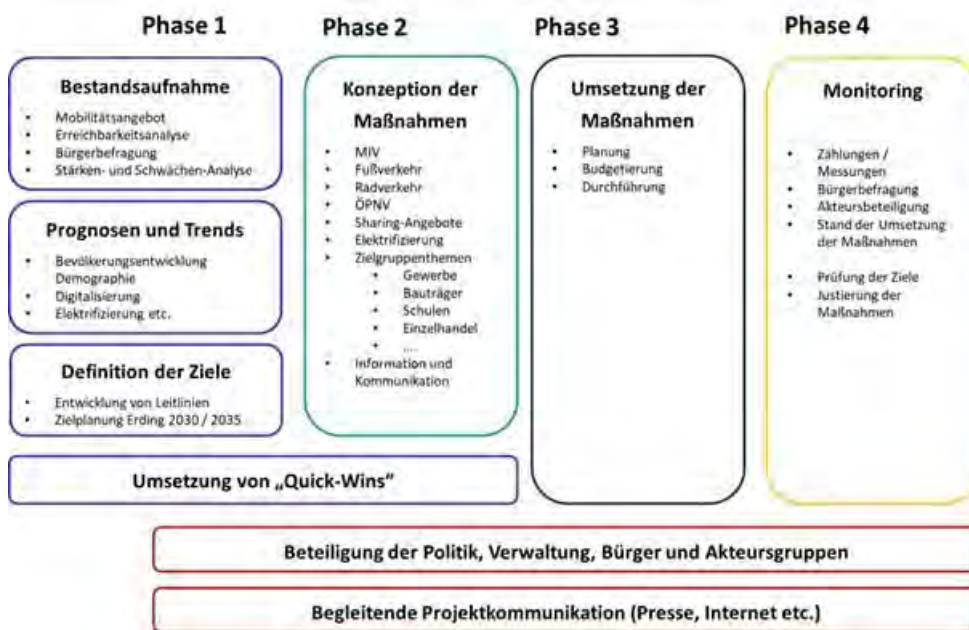 Phase 1
Phase 2
Phase 3
Phase 4
Bestandsaufnahme
• Mobilitätsangebot
• Erreichbarkeitsanalyse
• Bürgerbefragung
• Stärken- und Schwächen-Analyse
Prognosen und Trends
• Bevölkerungsentwicklung
Demographie
• Digitalisierung
• Elektrifizierung etc.
Definition der Ziele
• Entwicklung von Leitlinien
• Zielplanung Erding 2030 / 2035
Konzeption der
Maßnahmen
• MIV
• Fußverkehr
• Radverkehr
• ÖPNV
• Sharing-Angebote
• Elektrifizierung
• Zielgruppenthemen
• Gewerbe
• Bauträger
• Schulen
• Einzelhandel
• ....
• Information und
Kommunikation
Umsetzung von „Quick-Wins"
Umsetzung der
Maßnahmen
• Planung
• Budgetierung
• Durchführung
Monitoring
• Zählungen /
Messungen
• Bürgerbefragung
• Akteursbeteiligung
• Stand der Umsetzung
der Maßnahmen
• Prüfung der Ziele
• Justierung der
Maßnahmen
Beteiligung der Politik, Verwaltung, Bürger und Akteursgruppen
Begleitende Projektkommunikation (Presse, Internet etc.)